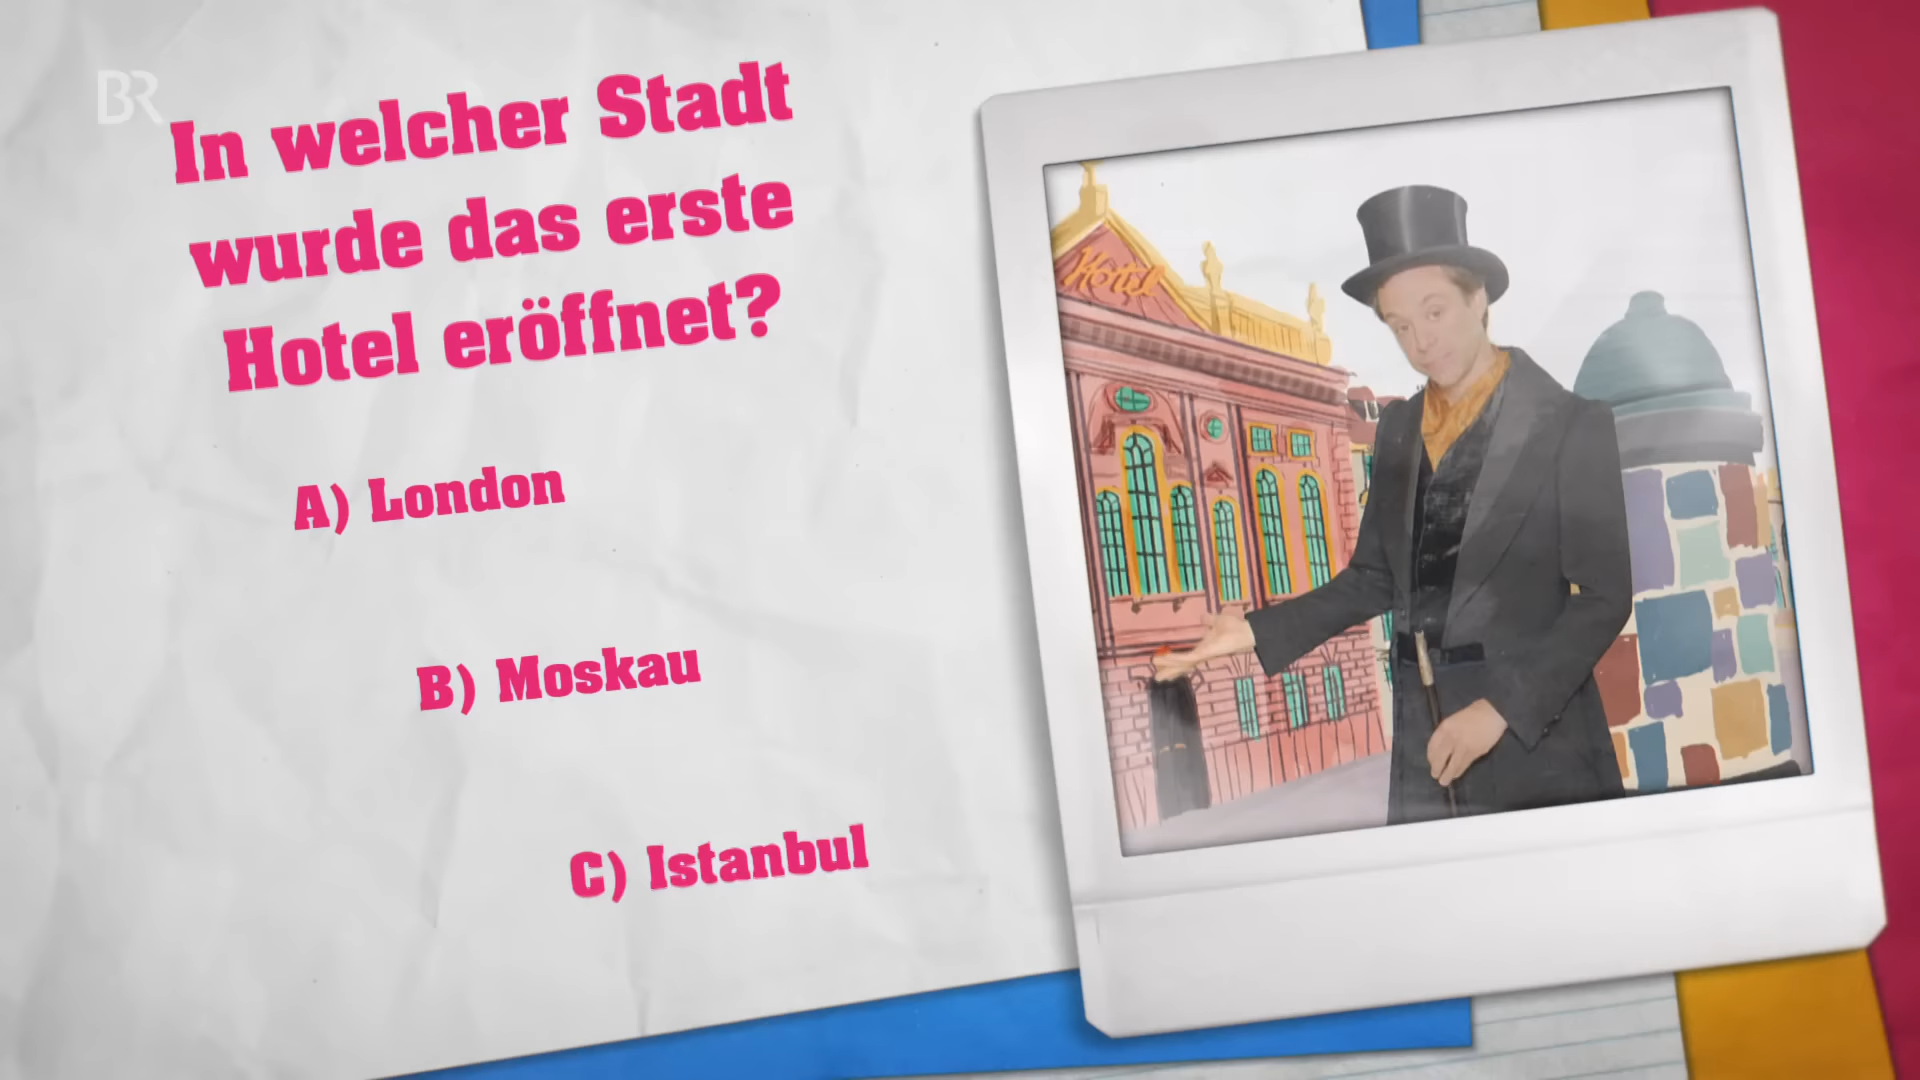 BR
In welcher Stadt
wurde das erste
Hotel eröffnet?
A) London
B) Moskau
C) Istanbul
Hotel